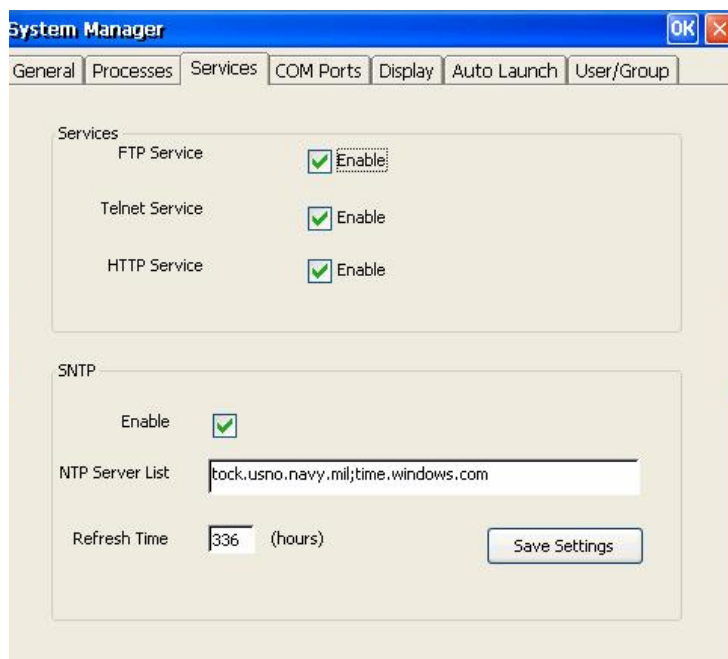 System Manager OK
General Processes Services COM Ports Display Auto Launch User/Group
Services
FTP Service Enable
Telnet Service Enable
HTTP Service Enable
SNTP
Enable
NTP Server List tock.usno.navy.mil;time.windows.com
Refresh Time 336 (hours) Save Settings